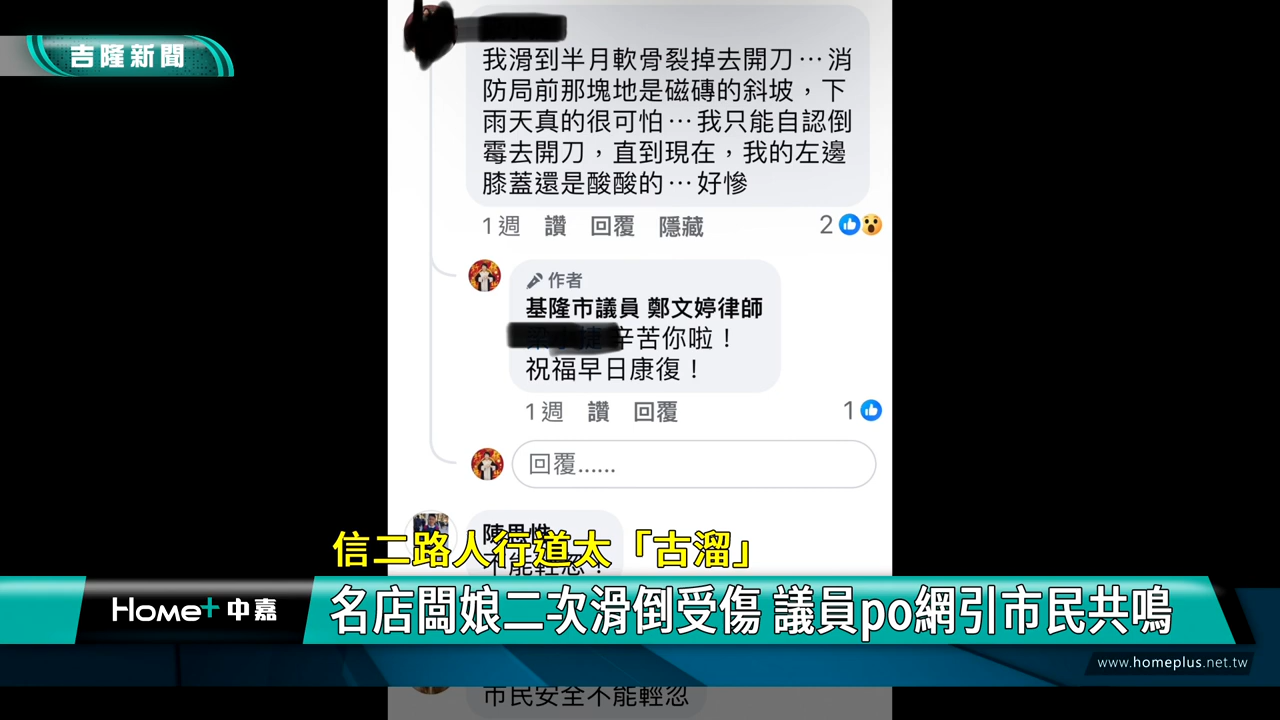 吉隆新聞
我滑到半月軟骨裂掉去開刀⋯消
防局前那塊地是磁磚的斜坡，下
雨天真的很可怕⋯我只能自認倒
霉去開刀，直到現在，我的左邊
膝蓋還是酸酸的⋯好慘
1週 讚 回覆 隱藏 2
作者
基隆市議員 鄭文婷律師
辛苦你啦！
祝福早日康復！
1週 讚 回覆 1
回覆......
不能輕忽！
信二路人行道太「古溜」
Home+中嘉
名店闆娘二次滑倒受傷 議員po網引市民共鳴
www.homeplus.net.tw
市民安全不能輕忽